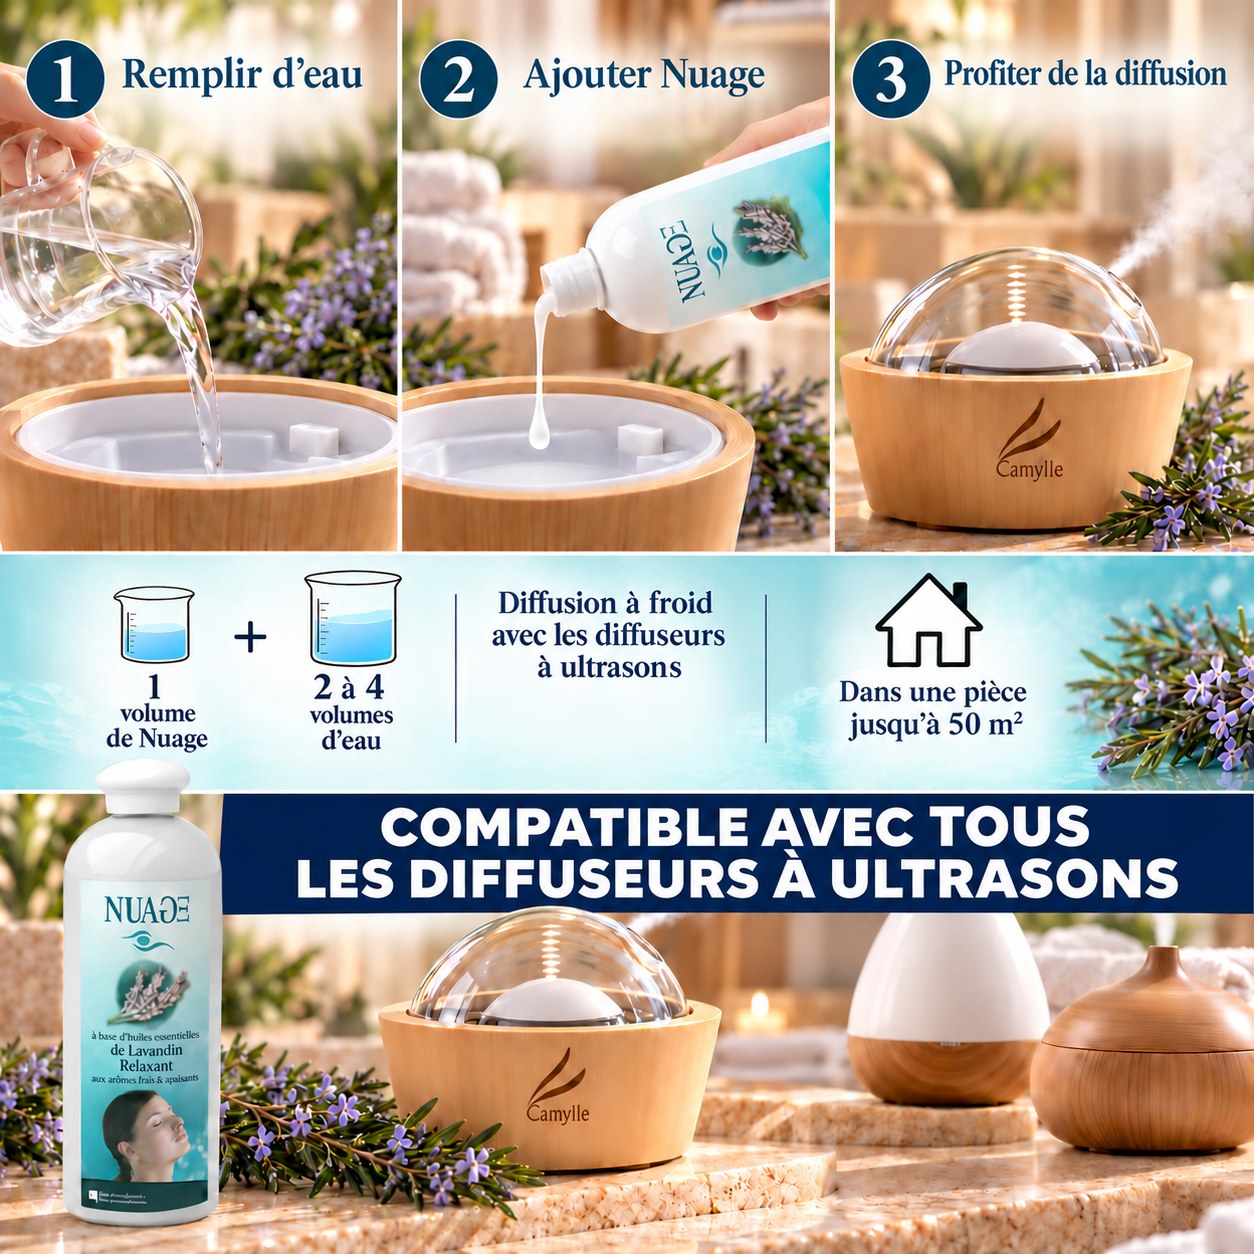 1
Remplir d'eau
2
Ajouter Nuage
NUAGE
3
Profiter de la diffusion
Camylle
+
1
volume
de Nuage
2 à 4
volumes
d'eau
Diffusion à froid
avec les diffuseurs
à ultrasons
Dans une pièce
jusqu'à 50 m²
COMPATIBLE AVEC TOUS
LES DIFFUSEURS À ULTRASONS
NUAGE
à base d'huiles essentielles
de Lavandin
Relaxant
aux arômes frais & apaisants
Camylle